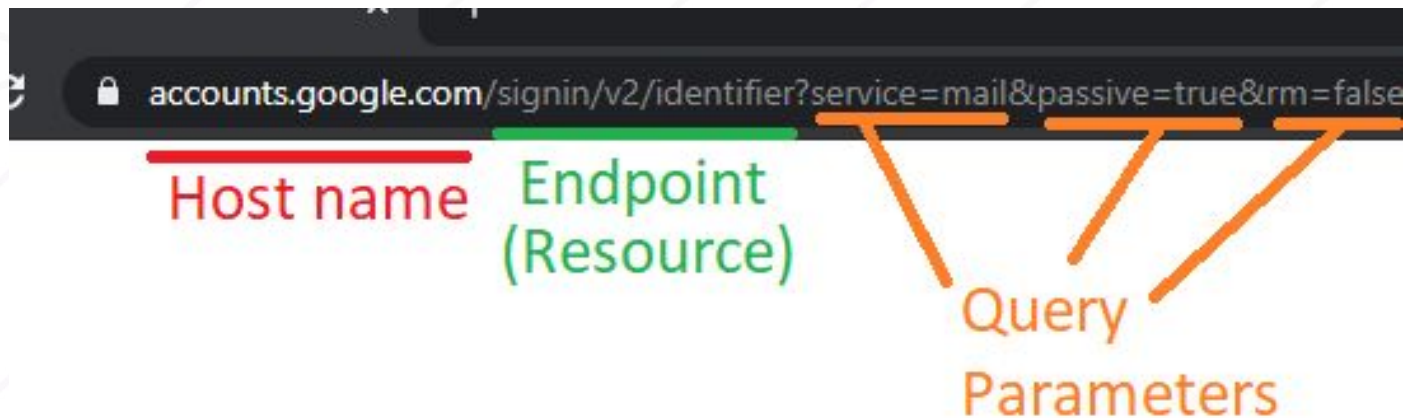 accounts.google.com/signin/v2/identifier?service=mail&passive=true&rm=false
Host name
Endpoint
(Resource)
Query
Parameters